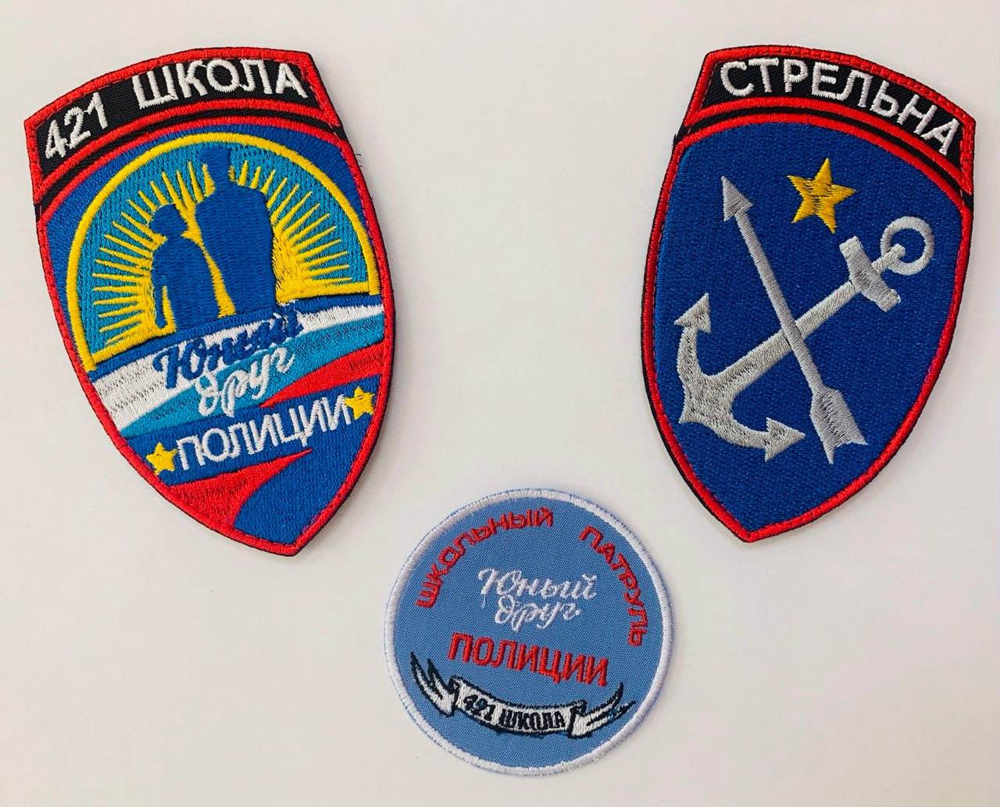 421 ШКОЛА
Юный
друг
ПОЛИЦИИ
СТРЕЛЬНА
ШКОЛЬНЫЙ ПАТРУЛЬ
Юный
друг
ПОЛИЦИИ
421 ШКОЛА